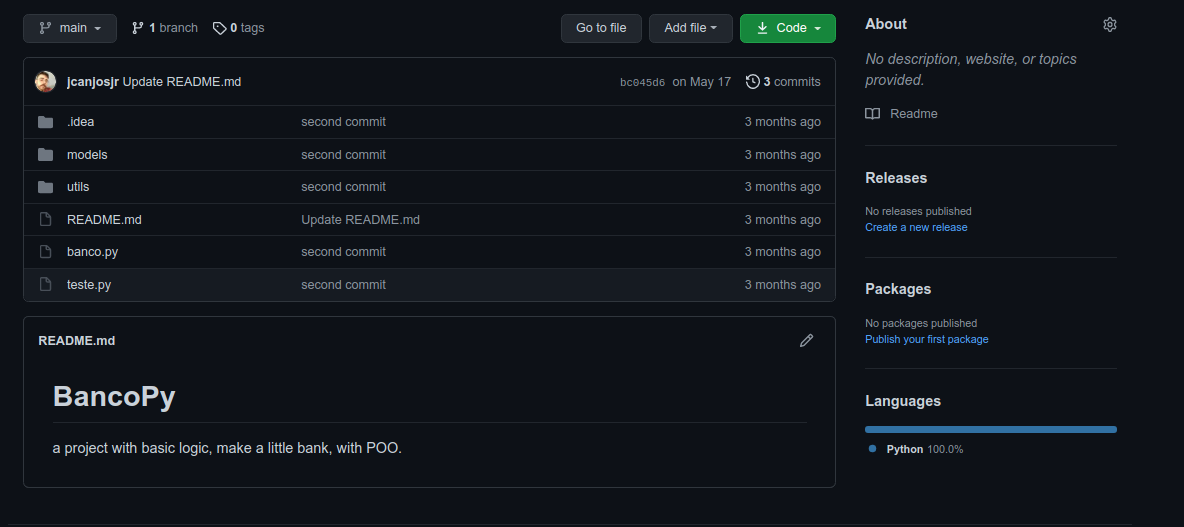 main
1 branch
0 tags
Go to file
Add file
Code
jcanjosjr Update README.md
bc045d6 on May 17
3 commits
.idea second commit 3 months ago
models second commit 3 months ago
utils second commit 3 months ago
README.md Update README.md 3 months ago
banco.py second commit 3 months ago
teste.py second commit 3 months ago
README.md
BancoPy
a project with basic logic, make a little bank, with POO.
About
No description, website, or topics
provided.
Readme
Releases
No releases published
Create a new release
Packages
No packages published
Publish your first package
Languages
Python 100.0%